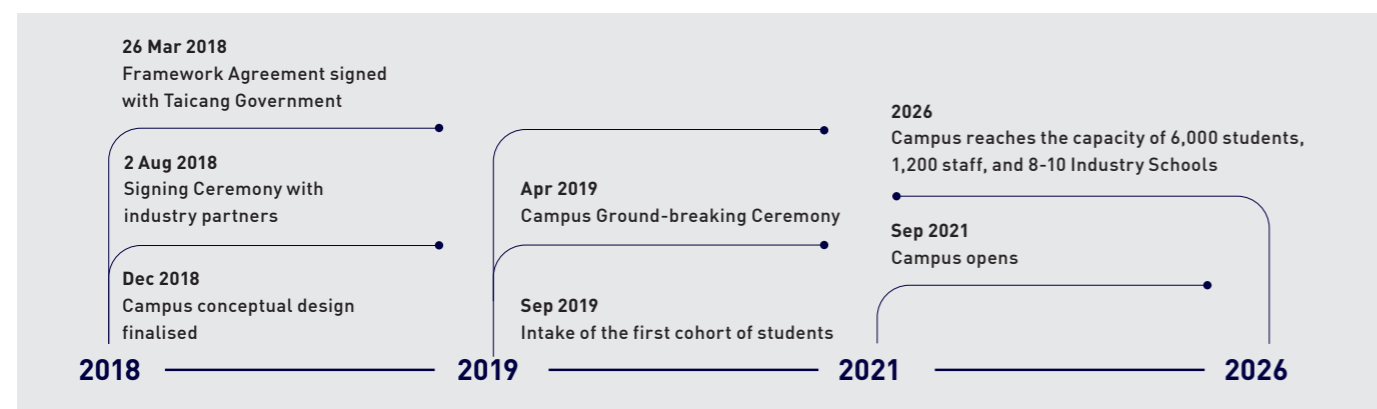 26 Mar 2018
Framework Agreement signed
with Taicang Government
2 Aug 2018
Signing Ceremony with
industry partners
Dec 2018
Campus conceptual design
finalised
Apr 2019
Campus Ground-breaking Ceremony
Sep 2019
Intake of the first cohort of students
2026
Campus reaches the capacity of 6,000 students,
1,200 staff, and 8-10 Industry Schools
Sep 2021
Campus opens
2018
2019
2021
2026